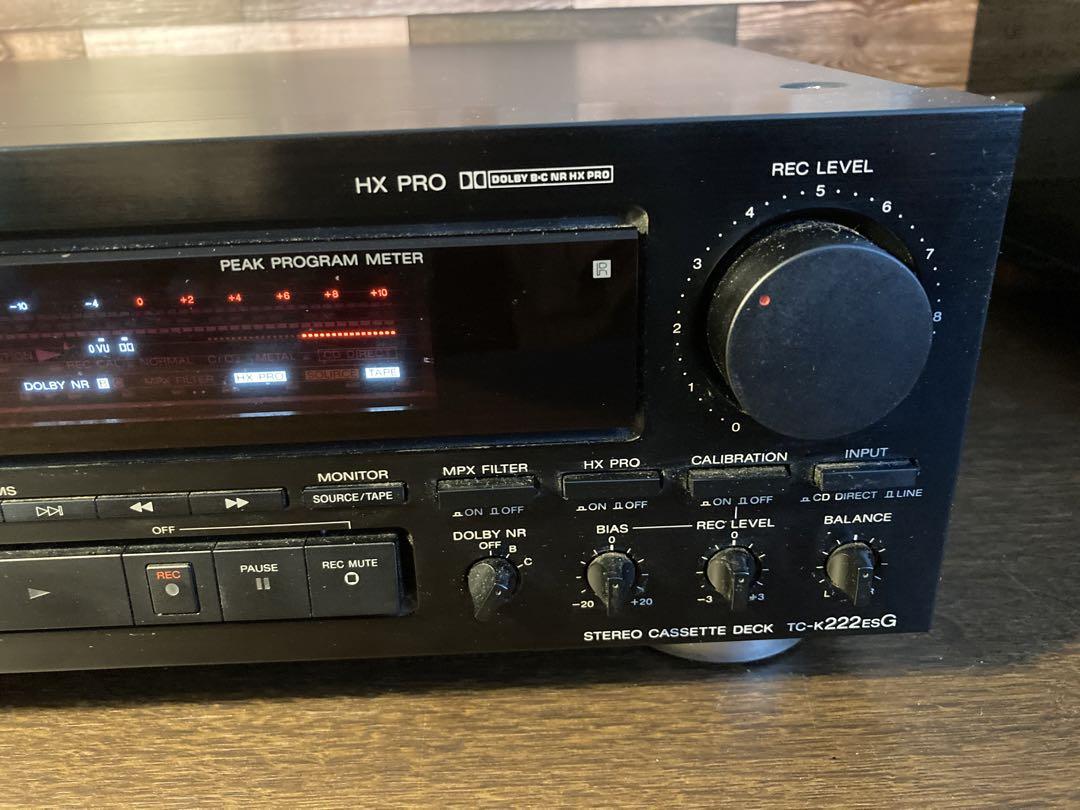 HX PRO DOLBY B·C NR HX PRO
REC LEVEL
0 1 2 3 4 5 6 7 8
PEAK PROGRAM METER
-10 -4 0 +2 +4 +6 +8 +10
0 VU
NORMAL METAL CD DIRECT
DOLBY NR B MPX FILTER HX PRO SOURCE TAPE
MS
MONITOR
SOURCE/TAPE
MPX FILTER
ON OFF
HX PRO
ON OFF
CALIBRATION
ON OFF
INPUT
CD DIRECT LINE
OFF
REC
PAUSE
REC MUTE
DOLBY NR
OFF B C
BIAS
0
-20 +20
REC LEVEL
0
-3 +3
BALANCE
L R
STEREO CASSETTE DECK TC-K222ESG